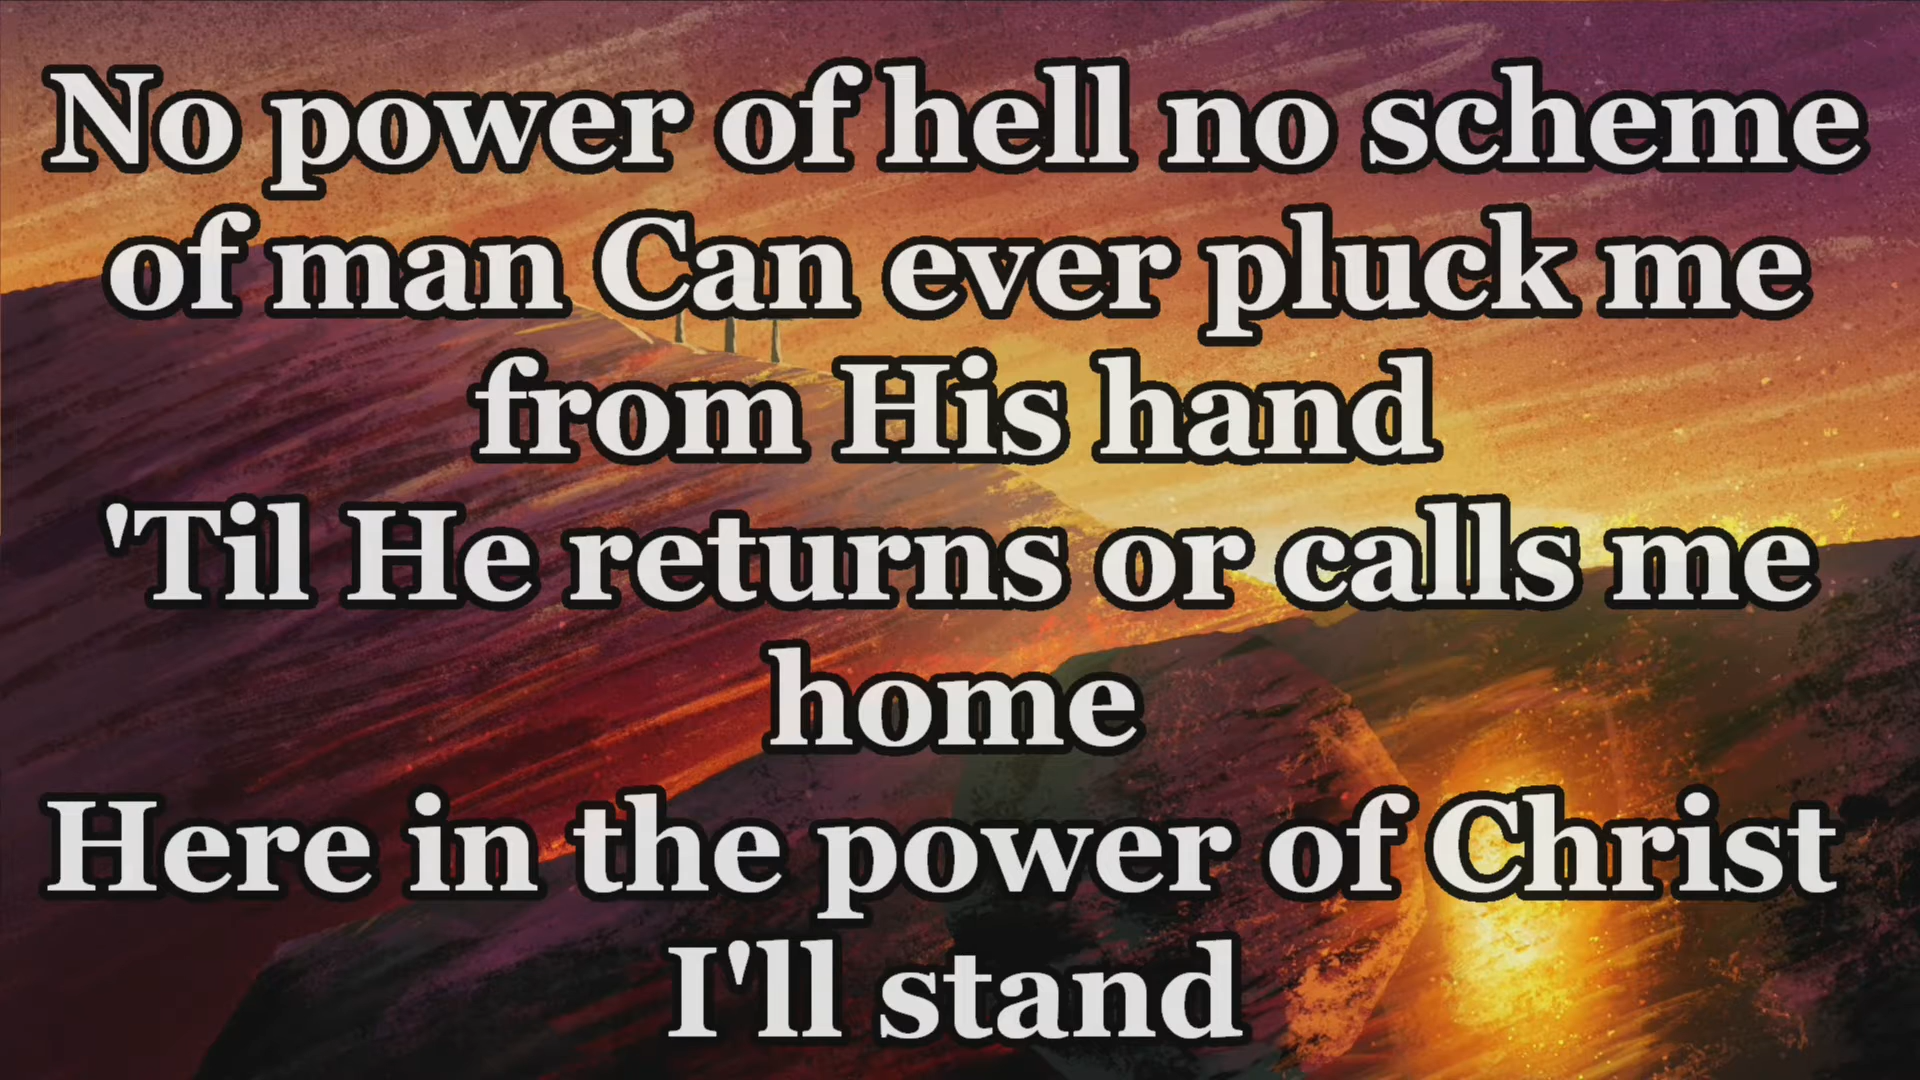 No power of hell no scheme
of man Can ever pluck me
from His hand
'Til He returns or calls me
home
Here in the power of Christ
I'll stand